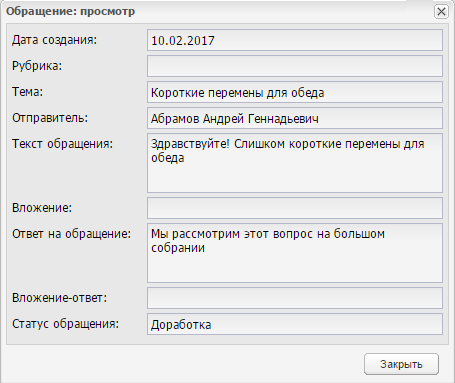 Обращение: просмотр
Дата создания: 10.02.2017
Рубрика:
Тема: Короткие перемены для обеда
Отправитель: Абрамов Андрей Геннадьевич
Текст обращения: Здравствуйте! Слишком короткие перемены для
обеда
Вложение:
Ответ на обращение: Мы рассмотрим этот вопрос на большом
собрании
Вложение-ответ:
Статус обращения: Доработка
Закрыть